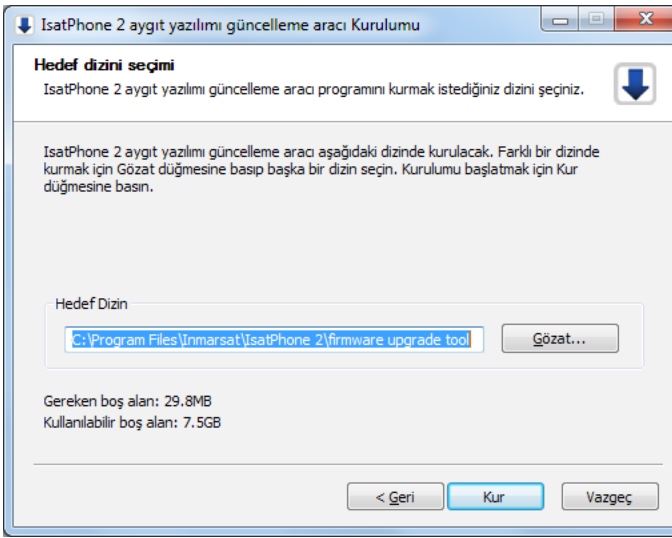 IsatPhone 2 aygıt yazılımı güncelleme aracı Kurulumu
Hedef dizini seçimi
IsatPhone 2 aygıt yazılımı güncelleme aracı programını kurmak istediğiniz dizini seçiniz.
IsatPhone 2 aygıt yazılımı güncelleme aracı aşağıdaki dizinde kurulacak. Farklı bir dizinde
kurmak için Gözat düğmesine basıp başka bir dizin seçin. Kurulumu başlatmak için Kur
düğmesine basın.
Hedef Dizin
C:\Program Files\Inmarsat\IsatPhone 2\firmware upgrade tool
Gözat...
Gereken boş alan: 29.8MB
Kullanılabilir boş alan: 7.5GB
< Geri
Kur
Vazgeç